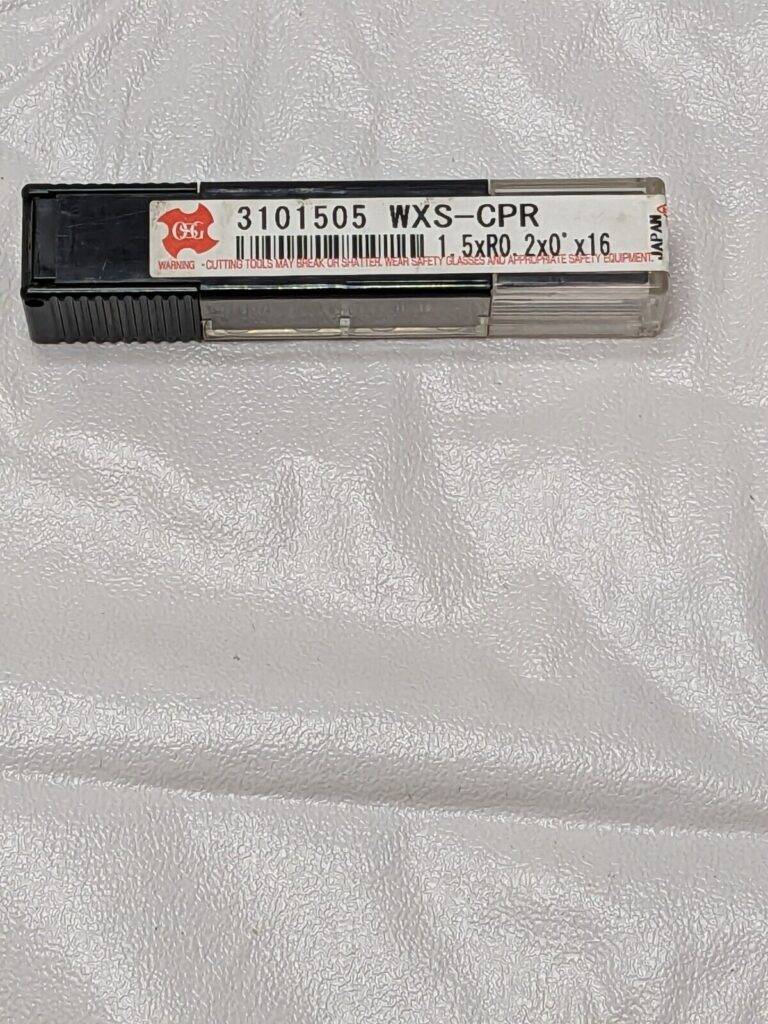 OSG
3101505 WXS-CPR
1.5xR0.2x0°x16
WARNING -CUTTING TOOLS MAY BREAK OR SHATTER. WEAR SAFETY GLASSES AND APPROPRIATE SAFETY EQUIPMENT.
JAPAN